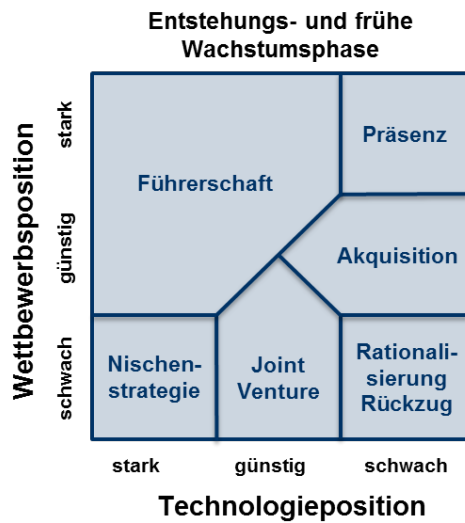 Entstehungs- und frühe
Wachstumsphase
Wettbewerbsposition
stark
günstig
schwach
Präsenz
Führerschaft
Akquisition
Nischen-
strategie
Joint
Venture
Rationali-
sierung
Rückzug
stark
günstig
schwach
Technologieposition